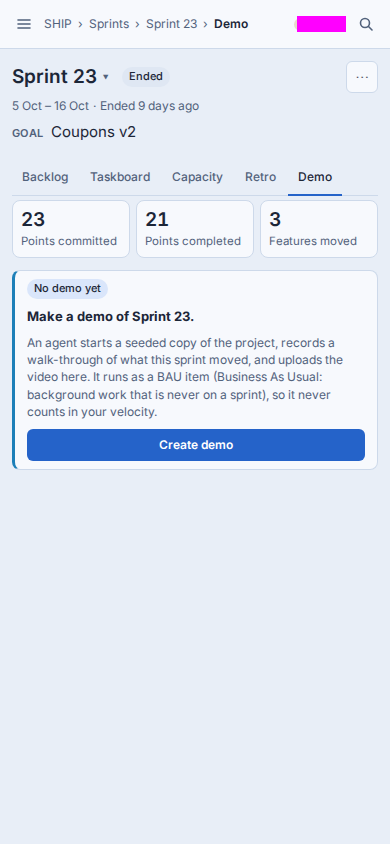 SHIP › Sprints › Sprint 23 › Demo
Sprint 23 ▾ Ended ...
5 Oct – 16 Oct · Ended 9 days ago
GOAL Coupons v2
Backlog Taskboard Capacity Retro Demo
23 21 3
Points committed Points completed Features moved
No demo yet
Make a demo of Sprint 23.
An agent starts a seeded copy of the project, records a
walk-through of what this sprint moved, and uploads the
video here. It runs as a BAU item (Business As Usual:
background work that is never on a sprint), so it never
counts in your velocity.
Create demo